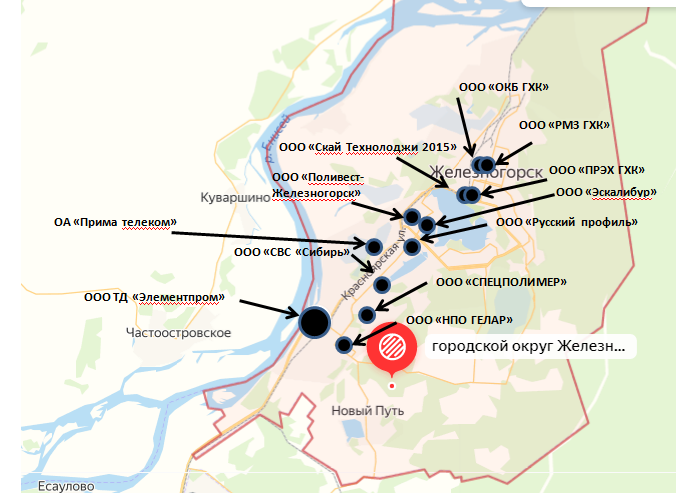 ООО «ОКБ ГХК»
ООО «РМЗ ГХК»
р. Енисей
ООО «Скай Технолоджи 2015»
Железногорск
ООО «ПРЭХ ГХК»
ООО «Поливест-
Железногорск»
ООО «Эскалибур»
Куваршино
ОА «Прима телеком»
ООО «Русский профиль»
ООО «СВС «Сибирь»
Красноярская ул.
ООО «СПЕЦПОЛИМЕР»
ООО ТД «Элементпром»
ООО «НПО ГЕЛАР»
Частоостровское
городской округ Железн...
Новый Путь
Есаулово